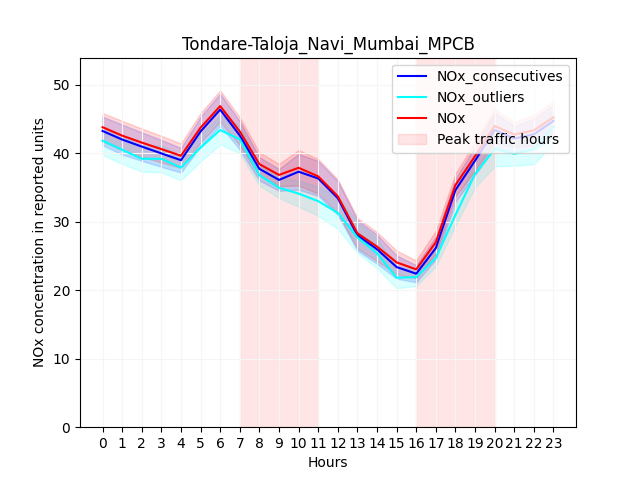 Tondare-Taloja_Navi_Mumbai_MPCB
NOx concentration in reported units
50
40
30
20
10
0
NOx_consecutives
NOx_outliers
NOx
Peak traffic hours
0 1 2 3 4 5 6 7 8 9 10 11 12 13 14 15 16 17 18 19 20 21 22 23
Hours